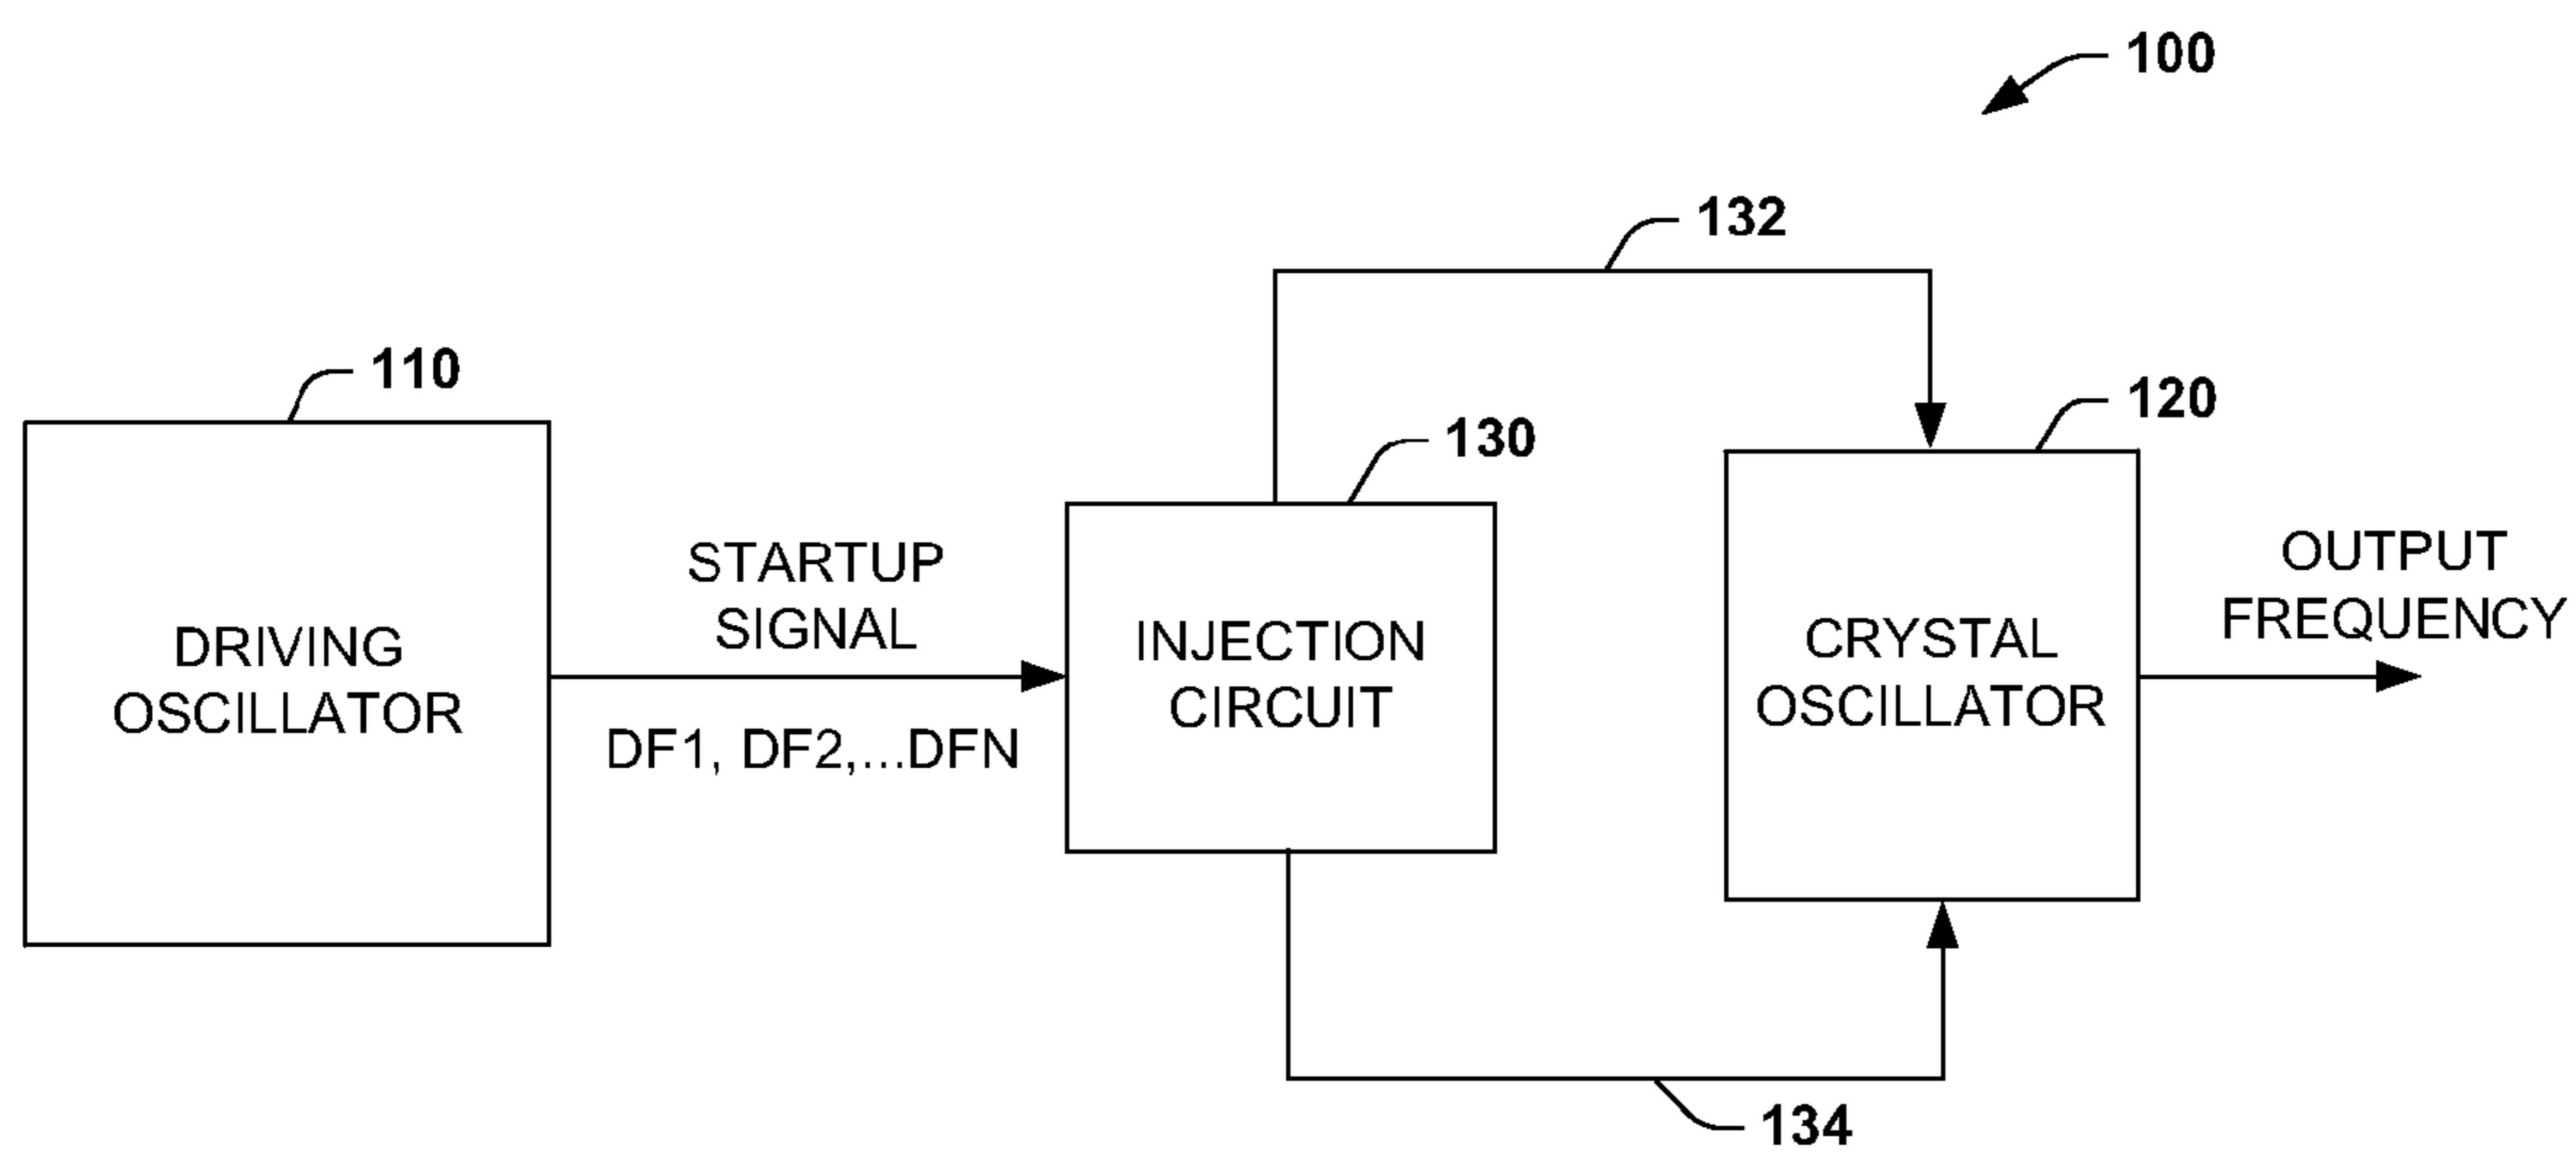 100
132
110
120
130
STARTUP
SIGNAL
OUTPUT
FREQUENCY
DRIVING
OSCILLATOR
INJECTION
CIRCUIT
CRYSTAL
OSCILLATOR
DF1, DF2,...DFN
134